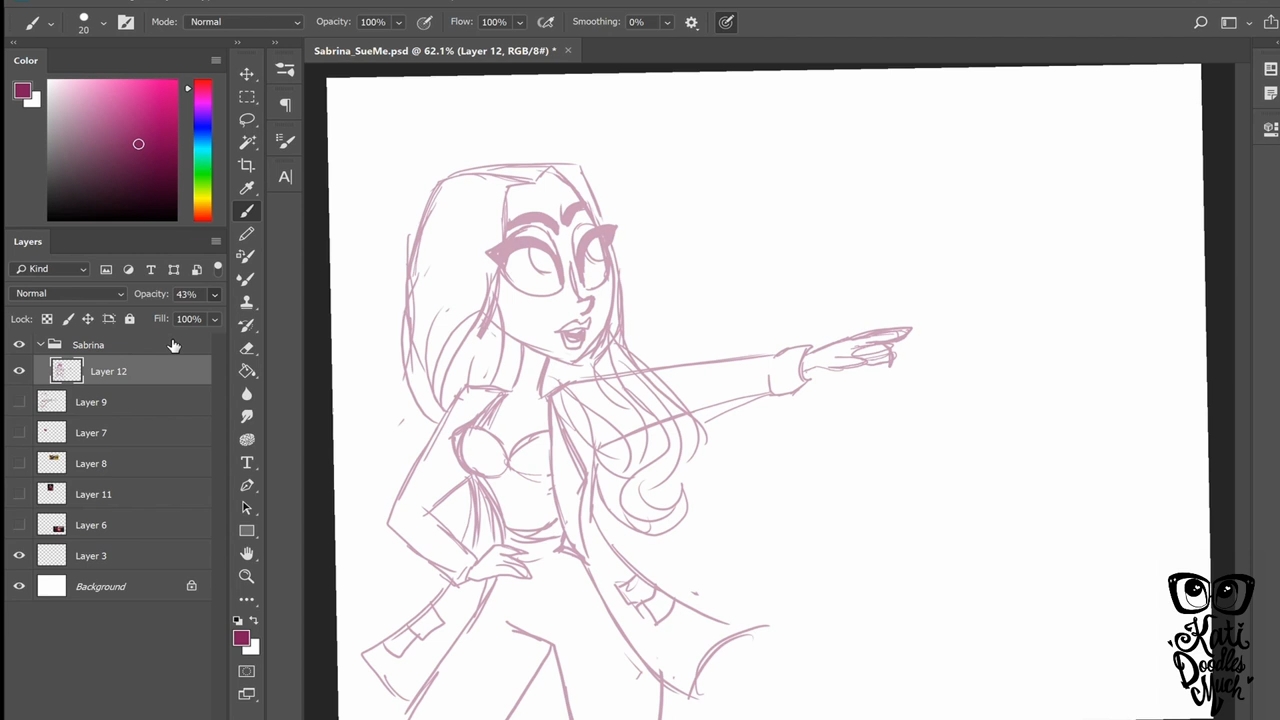 Mode: Normal Opacity: 100% Flow: 100% Smoothing: 0%
20
Color
Sabrina_SueMe.psd @ 62.1% (Layer 12, RGB/8#) *
Layers
Kind
Normal Opacity: 43%
Lock: Fill: 100%
Sabrina
Layer 12
Layer 9
Layer 7
Layer 8
Layer 11
Layer 6
Layer 3
Background
Kati
Doodles
Much